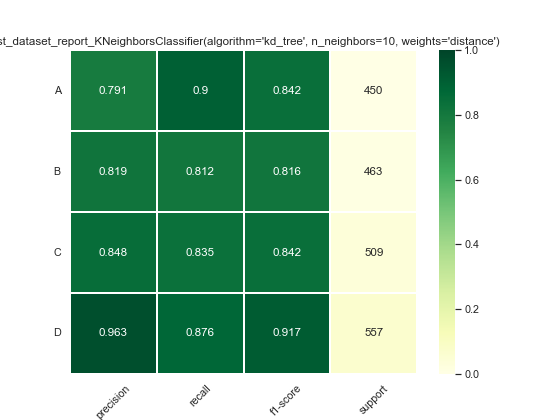 st_dataset_report_KNeighborsClassifier(algorithm='kd_tree', n_neighbors=10, weights='distance')
A 0.791 0.9 0.842 450
B 0.819 0.812 0.816 463
C 0.848 0.835 0.842 509
D 0.963 0.876 0.917 557
precision recall f1-score support
1.0
0.8
0.6
0.4
0.2
0.0